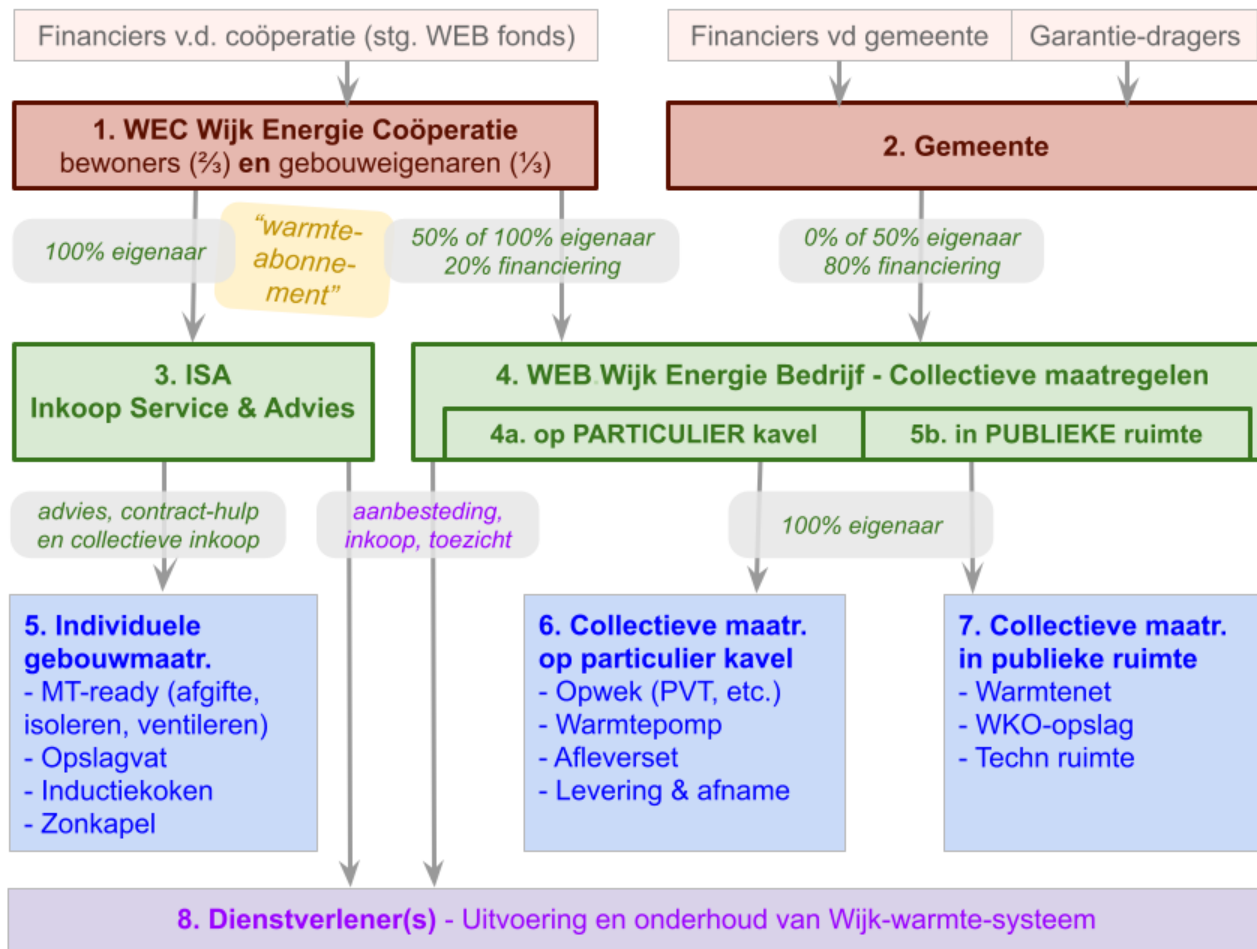 Financiers v.d. coöperatie (stg. WEB fonds)
Financiers vd gemeente
Garantie-dragers
1. WEC Wijk Energie Coöperatie
bewoners (⅔) en gebouweigenaren (⅓)
2. Gemeente
100% eigenaar
“warmte-
abonne-
ment”
50% of 100% eigenaar
20% financiering
0% of 50% eigenaar
80% financiering
3. ISA
Inkoop Service & Advies
4. WEB Wijk Energie Bedrijf - Collectieve maatregelen
4a. op PARTICULIER kavel
5b. in PUBLIEKE ruimte
advies, contract-hulp
en collectieve inkoop
aanbesteding,
inkoop, toezicht
100% eigenaar
5. Individuele
gebouwmaatr.
- MT-ready (afgifte,
isoleren, ventileren)
- Opslagvat
- Inductiekoken
- Zonkapel
6. Collectieve maatr.
op particulier kavel
- Opwek (PVT, etc.)
- Warmtepomp
- Afleverset
- Levering & afname
7. Collectieve maatr.
in publieke ruimte
- Warmtenet
- WKO-opslag
- Techn ruimte
8. Dienstverlener(s) - Uitvoering en onderhoud van Wijk-warmte-systeem